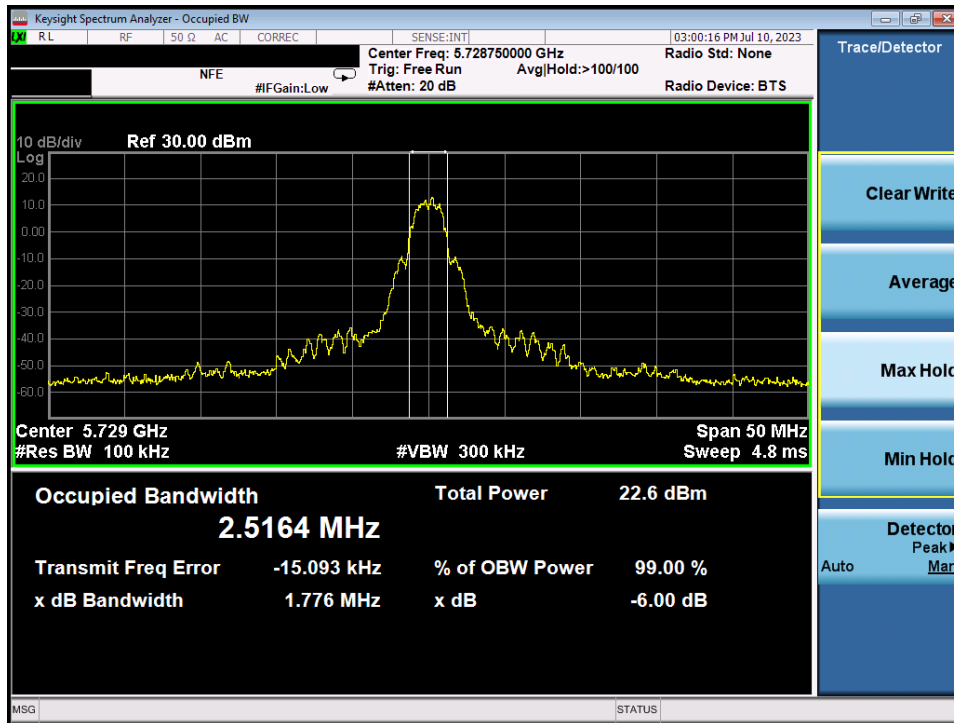 Keysight Spectrum Analyzer - Occupied BW
LXI RL RF 50 Ω AC CORREC SENSE:INT 03:00:16 PM Jul 10, 2023
Center Freq: 5.728750000 GHz Radio Std: None
NFE Trig: Free Run Avg|Hold:>100/100
#IFGain:Low #Atten: 20 dB Radio Device: BTS
10 dB/div Ref 30.00 dBm
Log
20.0
10.0
0.00
-10.0
-20.0
-30.0
-40.0
-50.0
-60.0
Center 5.729 GHz Span 50 MHz
#Res BW 100 kHz #VBW 300 kHz Sweep 4.8 ms
Occupied Bandwidth Total Power 22.6 dBm
2.5164 MHz
Transmit Freq Error -15.093 kHz % of OBW Power 99.00 %
x dB Bandwidth 1.776 MHz x dB -6.00 dB
MSG STATUS
Trace/Detector
Clear Write
Average
Max Hold
Min Hold
Detector
Peak▶
Auto Man